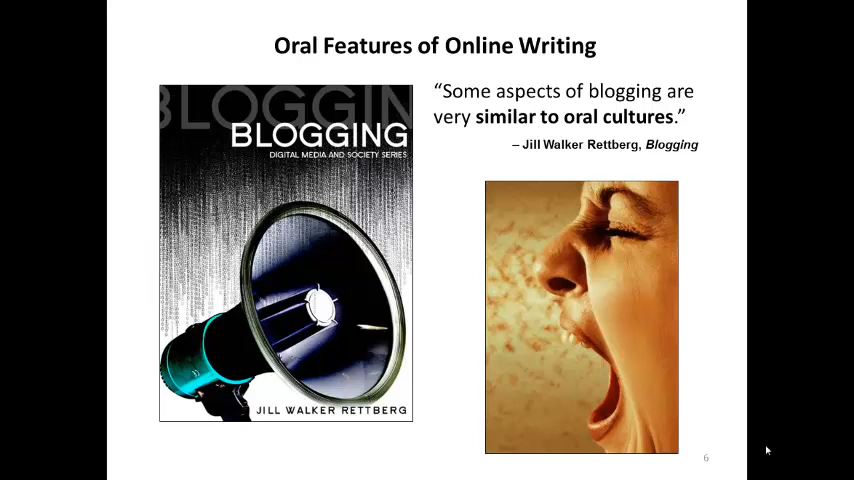 Oral Features of Online Writing
BLOGGIN
BLOGGING
DIGITAL MEDIA AND SOCIETY SERIES
JILL WALKER RETTBERG
“Some aspects of blogging are
very similar to oral cultures.”
– Jill Walker Rettberg, Blogging
6